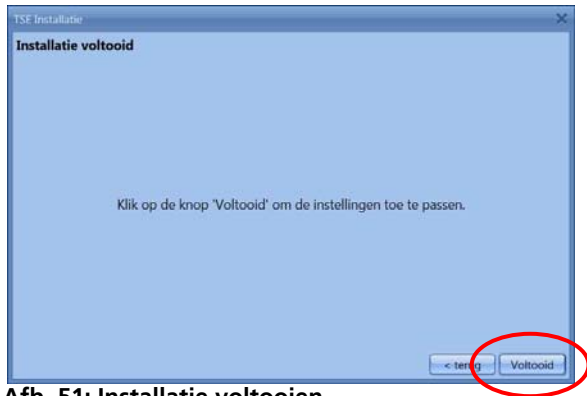 TSE Installatie
Installatie voltooid
Klik op de knop 'Voltooid' om de instellingen toe te passen.
< terug Voltooid
Afb. 51: Installatie voltooien